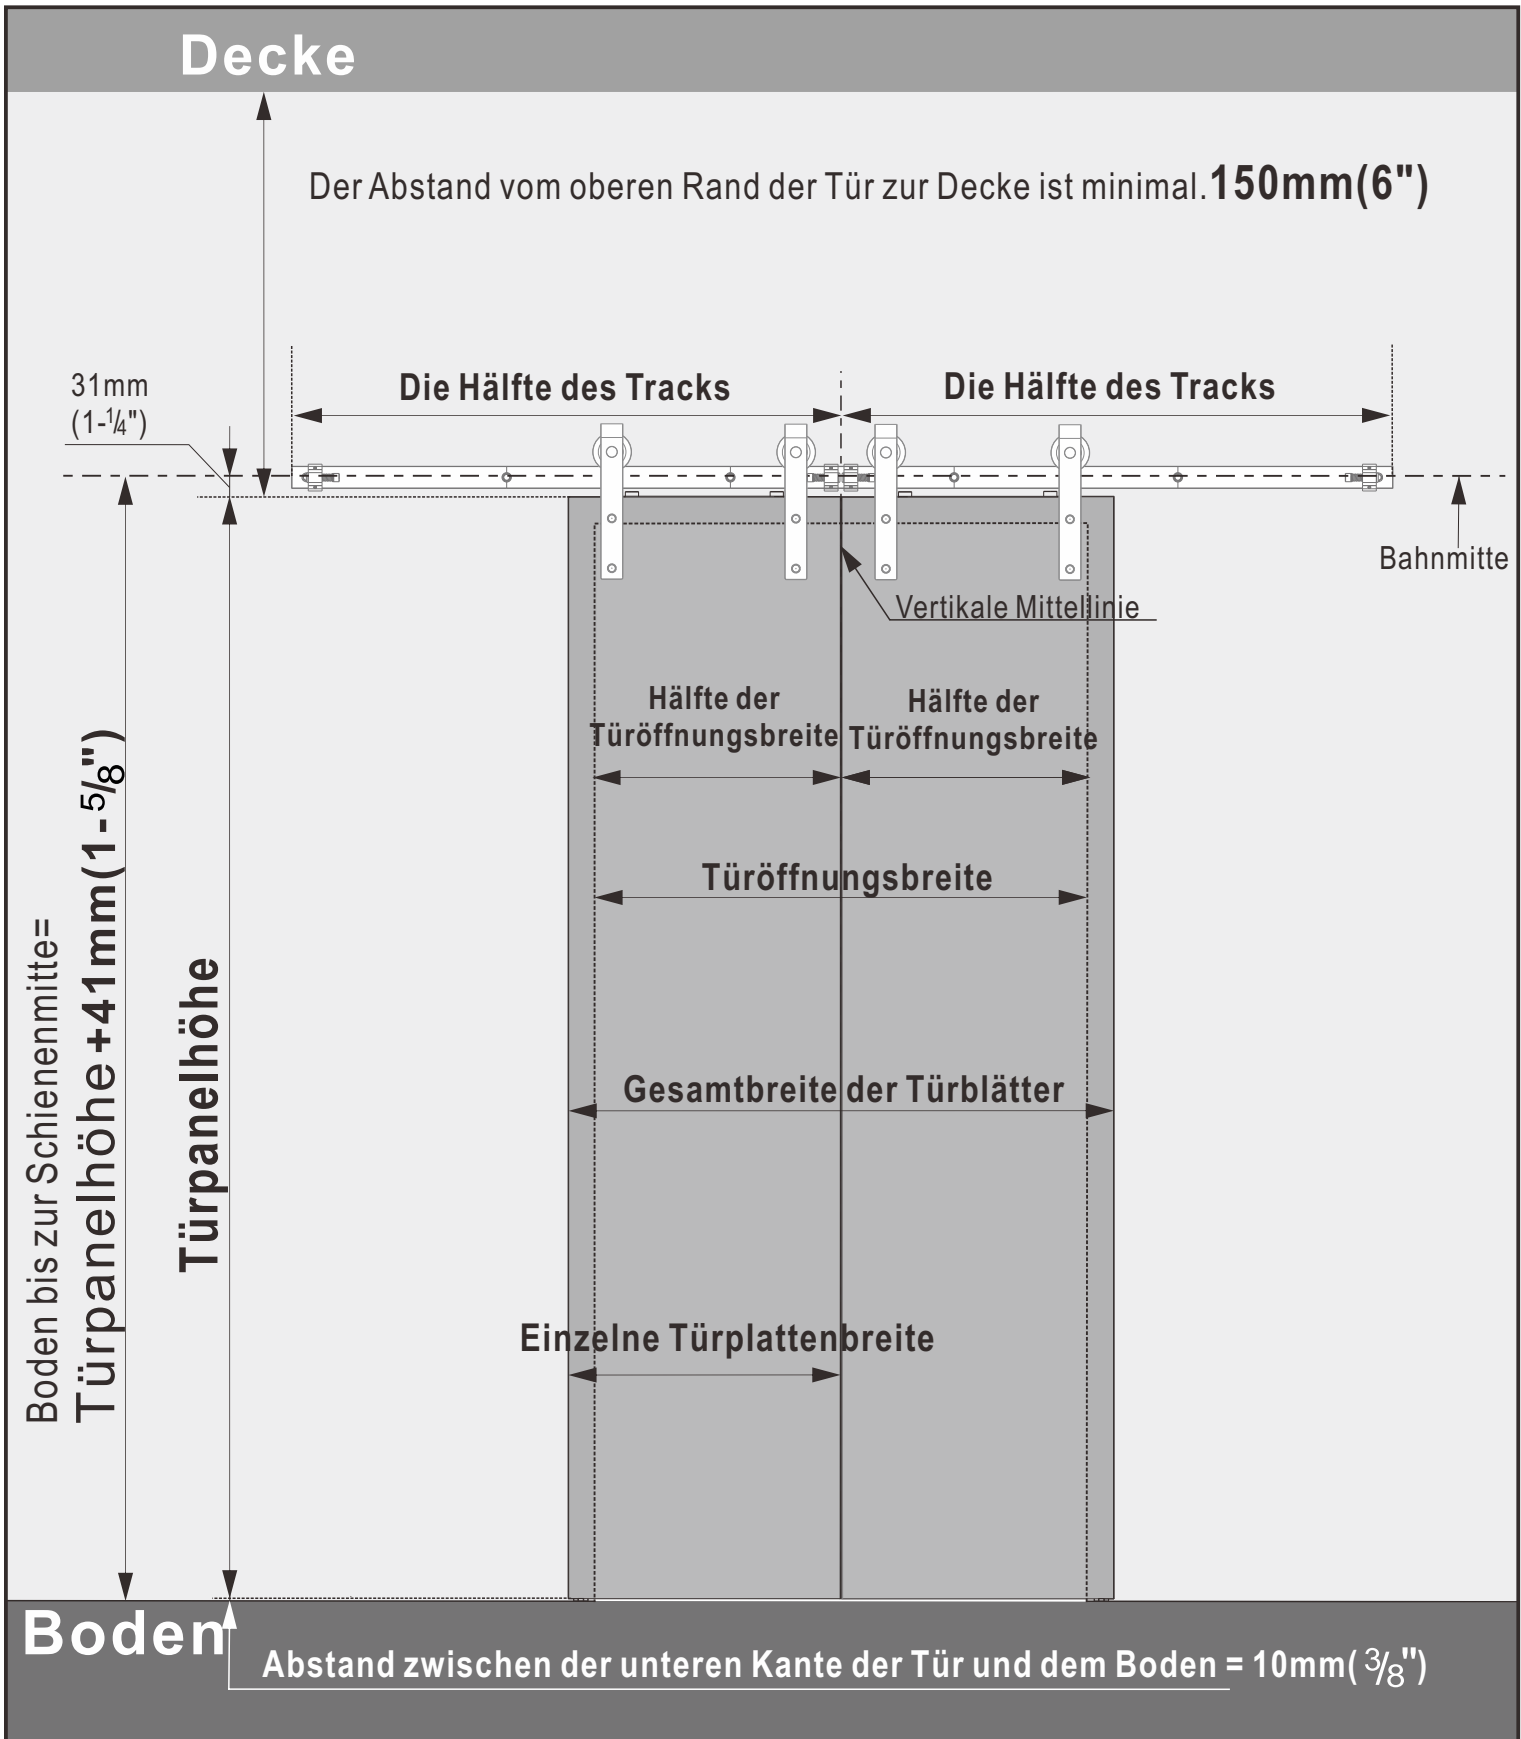 Decke
Der Abstand vom oberen Rand der Tür zur Decke ist minimal.150mm(6")
31mm
(1-1/4")
Die Hälfte des Tracks
Die Hälfte des Tracks
Bahnmitte
Vertikale Mittellinie
Hälfte der
Türöffnungsbreite
Hälfte der
Türöffnungsbreite
Türöffnungsbreite
Gesamtbreite der Türblätter
Einzelne Türplattenbreite
Boden bis zur Schienenmitte=
Türpanelhöhe +41mm(1-5/8")
Türpanelhöhe
Boden
Abstand zwischen der unteren Kante der Tür und dem Boden = 10mm(3/8")